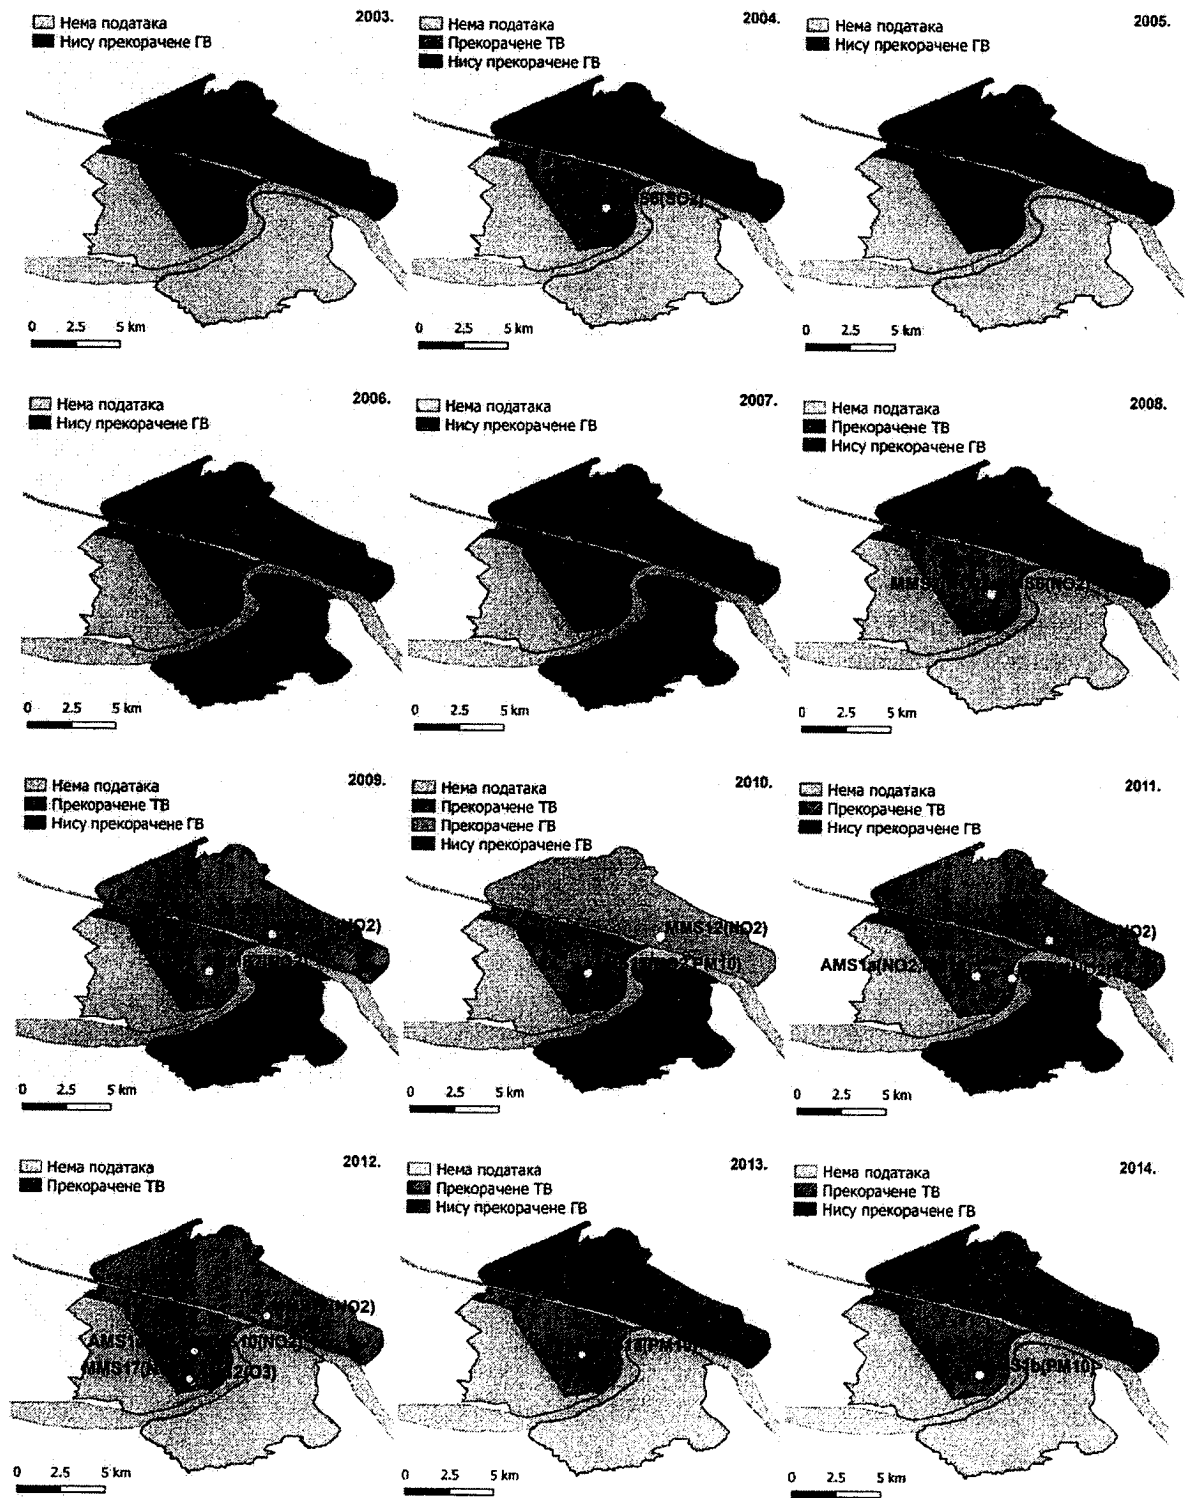 2003.
Нема података
Нису прекорачене ГВ
0 2.5 5 km
2004.
Нема података
Прекорачене ТВ
Нису прекорачене ГВ
0 2.5 5 km
2005.
Нема података
Нису прекорачене ГВ
0 2.5 5 km
2006.
Нема података
Нису прекорачене ГВ
0 2.5 5 km
2007.
Нема података
Нису прекорачене ГВ
0 2.5 5 km
2008.
Нема података
Прекорачене ТВ
Нису прекорачене ГВ
0 2.5 5 km
2009.
Нема података
Прекорачене ТВ
Нису прекорачене ГВ
0 2.5 5 km
2010.
Нема података
Прекорачене ТВ
Прекорачене ГВ
Нису прекорачене ГВ
MMS12(NO2)
0 2.5 5 km
2011.
Нема података
Прекорачене ТВ
Нису прекорачене ГВ
0 2.5 5 km
2012.
Нема података
Прекорачене ТВ
0 2.5 5 km
2013.
Нема података
Прекорачене ТВ
Нису прекорачене ГВ
0 2.5 5 km
2014.
Нема података
Прекорачене ТВ
Нису прекорачене ГВ
0 2.5 5 km